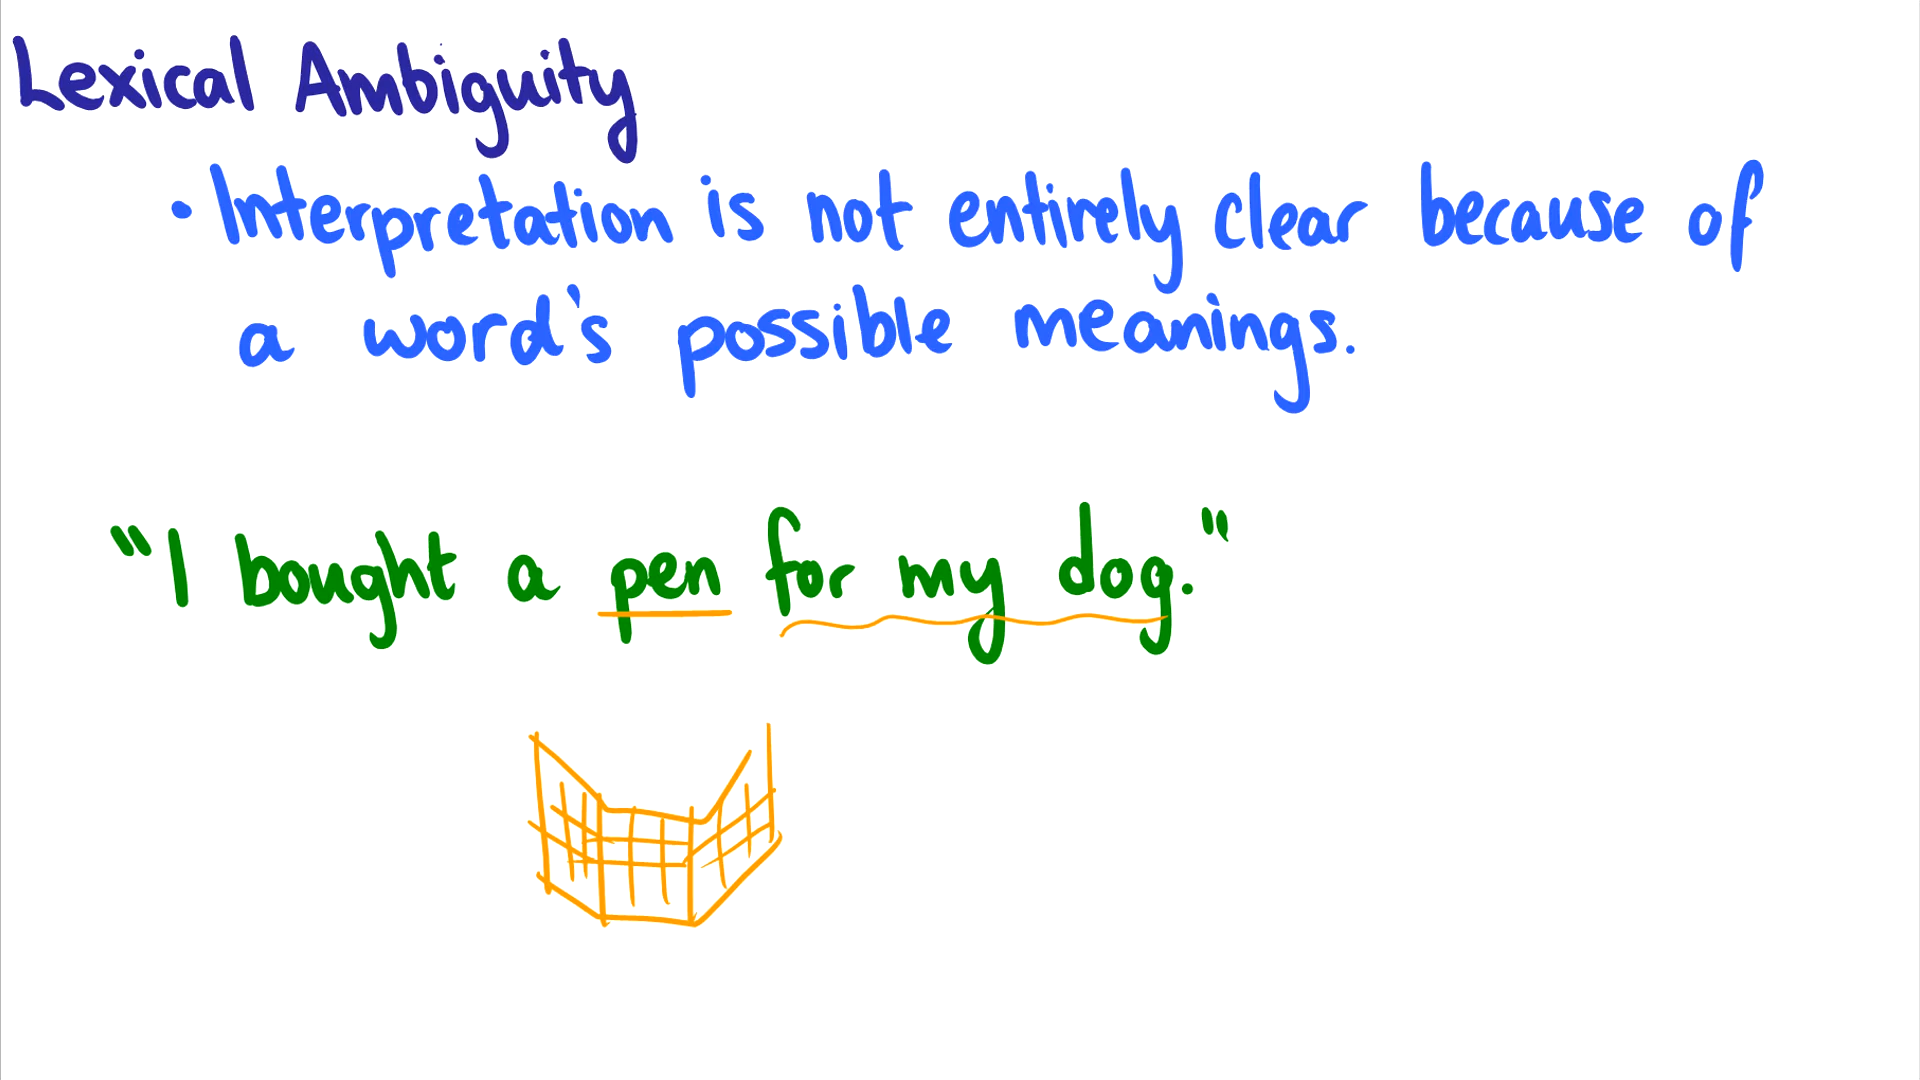 Lexical Ambiguity
• Interpretation is not entirely clear because of
a word's possible meanings.
"I bought a pen for my dog."